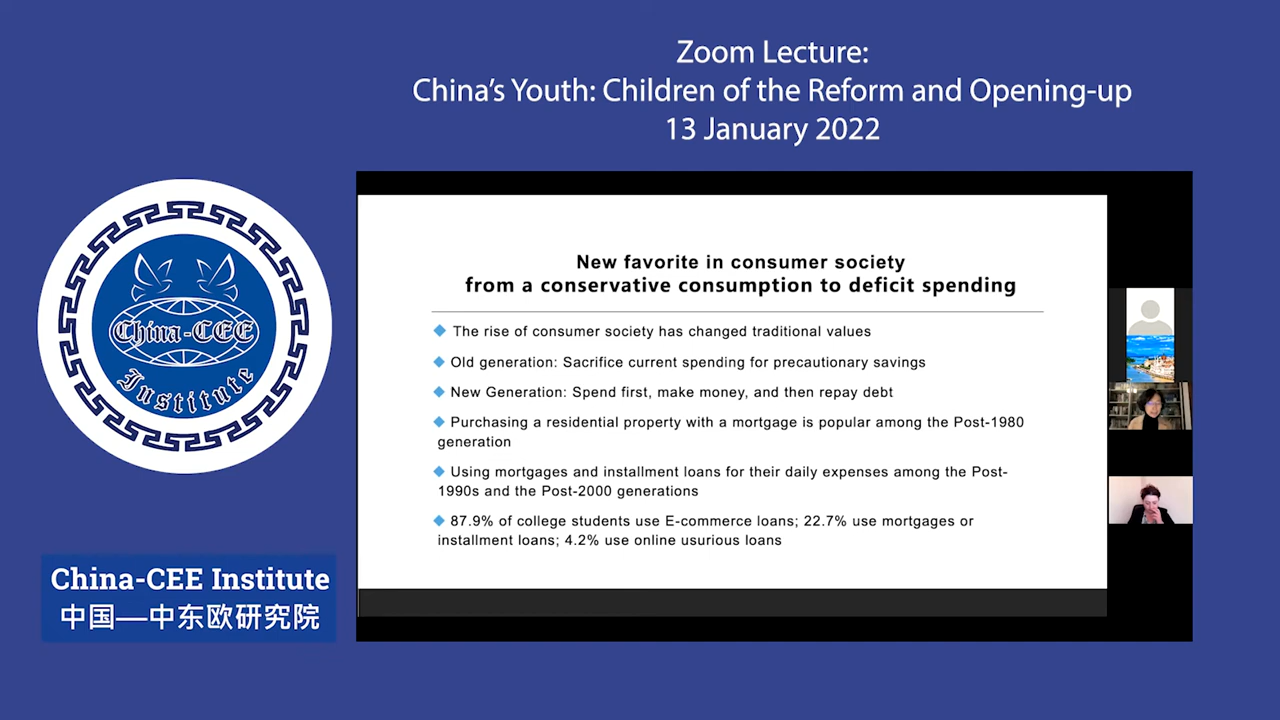 Zoom Lecture:
China's Youth: Children of the Reform and Opening-up
13 January 2022
China-CEE
Institute
China-CEE Institute
中国—中东欧研究院
New favorite in consumer society
from a conservative consumption to deficit spending
The rise of consumer society has changed traditional values
Old generation: Sacrifice current spending for precautionary savings
New Generation: Spend first, make money, and then repay debt
Purchasing a residential property with a mortgage is popular among the Post-1980
generation
Using mortgages and installment loans for their daily expenses among the Post-
1990s and the Post-2000 generations
87.9% of college students use E-commerce loans; 22.7% use mortgages or
installment loans; 4.2% use online usurious loans